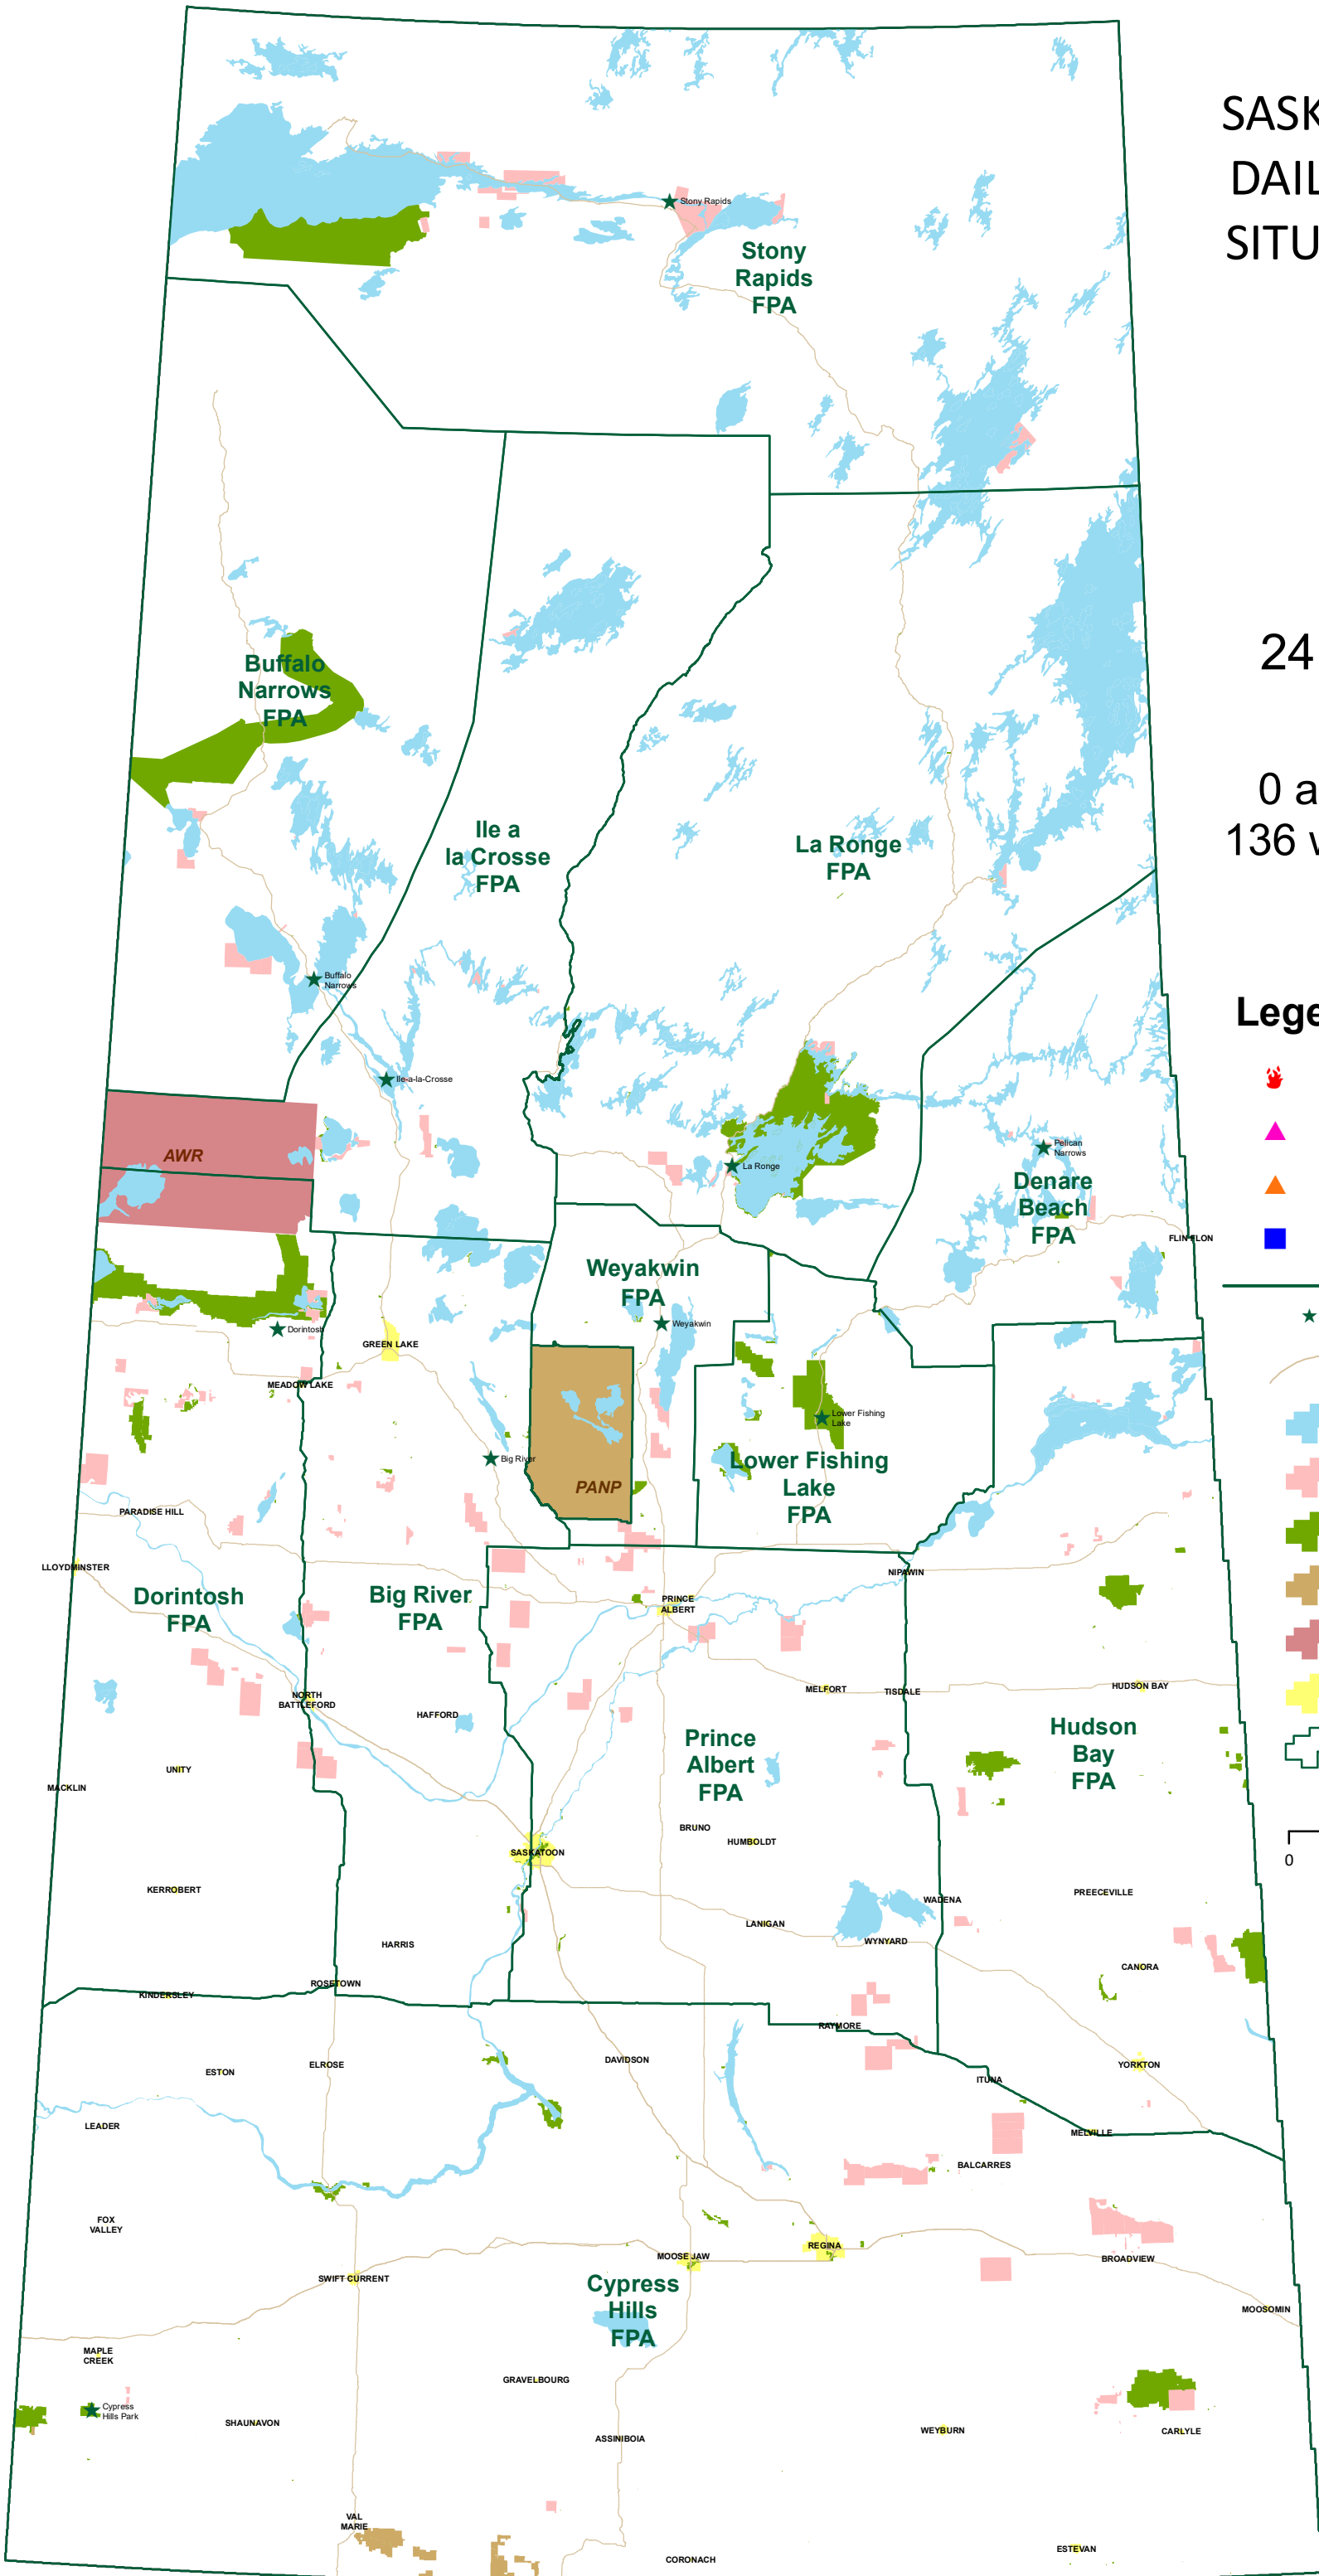 SASK
DAIL
SITU
Stony Rapids
Stony
Rapids
FPA
24
Buffalo
Narrows
FPA
0 a
136 w
Ile a
la Crosse
FPA
La Ronge
FPA
Buffalo
Narrows
Lege
Ile-a-la-Crosse
AWR
Pelican
Narrows
La Ronge
Denare
Beach
FPA
FLIN FLON
Weyakwin
FPA
Weyakwin
Dorintosh
GREEN LAKE
MEADOW LAKE
Lower Fishing
Lake
Big River
Lower Fishing
Lake
FPA
PANP
PARADISE HILL
LLOYDMINSTER
NIPAWIN
Dorintosh
FPA
Big River
FPA
PRINCE
ALBERT
NORTH
BATTLEFORD
MELFORT
TISDALE
HUDSON BAY
HAFFORD
Prince
Albert
FPA
Hudson
Bay
FPA
UNITY
MACKLIN
BRUNO
HUMBOLDT
SASKATOON
0
KERROBERT
PREECEVILLE
WADENA
LANIGAN
WYNYARD
HARRIS
CANORA
ROSETOWN
KINDERSLEY
RAYMORE
DAVIDSON
ELROSE
ESTON
YORKTON
ITUNA
LEADER
MELVILLE
BALCARRES
FOX
VALLEY
REGINA
MOOSE JAW
BROADVIEW
SWIFT CURRENT
Cypress
Hills
FPA
MOOSOMIN
MAPLE
CREEK
GRAVELBOURG
Cypress
Hills Park
SHAUNAVON
WEYBURN
CARLYLE
ASSINIBOIA
VAL
MARIE
ESTEVAN
CORONACH